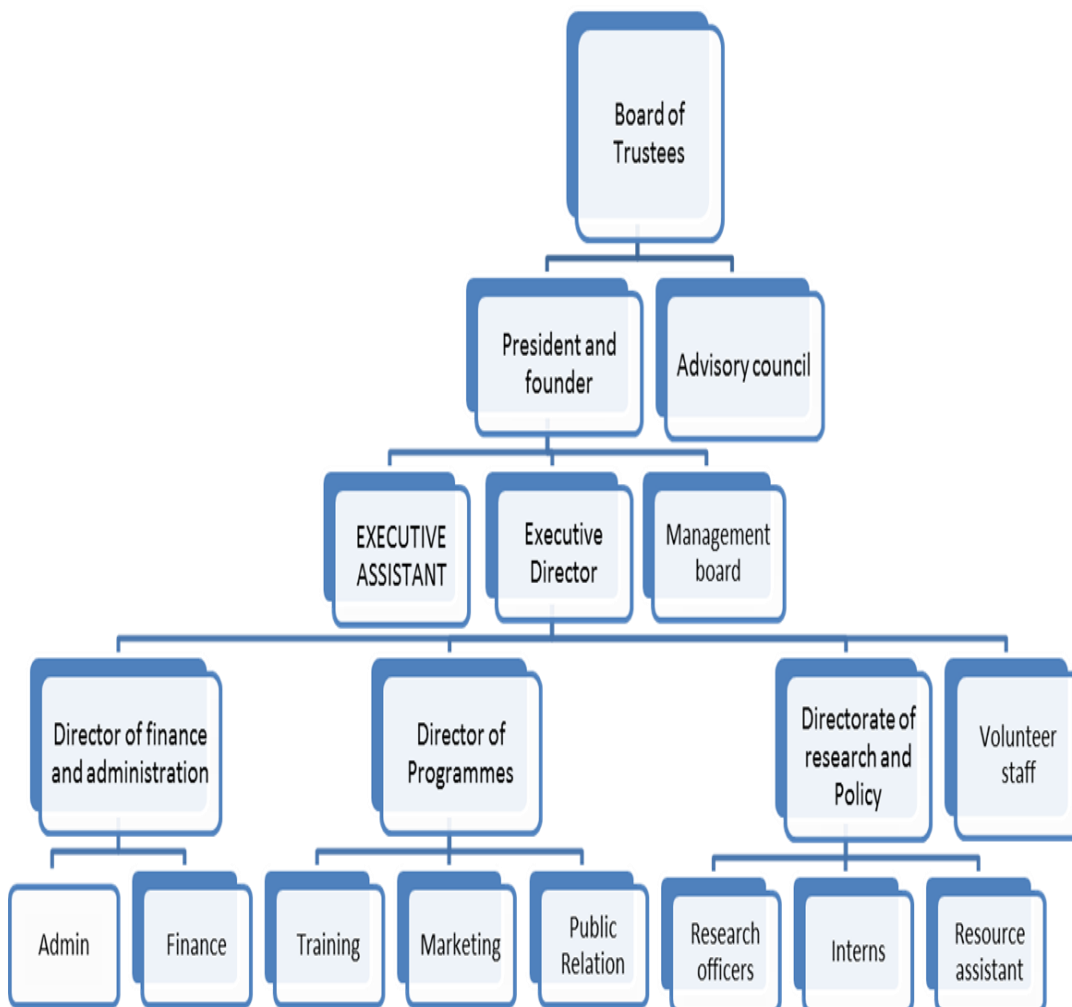 Board of
Trustees
President and
founder
Advisory council
EXECUTIVE
ASSISTANT
Executive
Director
Management
board
Director of finance
and administration
Director of
Programmes
Directorate of
research and
Policy
Volunteer
staff
Admin
Finance
Training
Marketing
Public
Relation
Research
officers
Interns
Resource
assistant